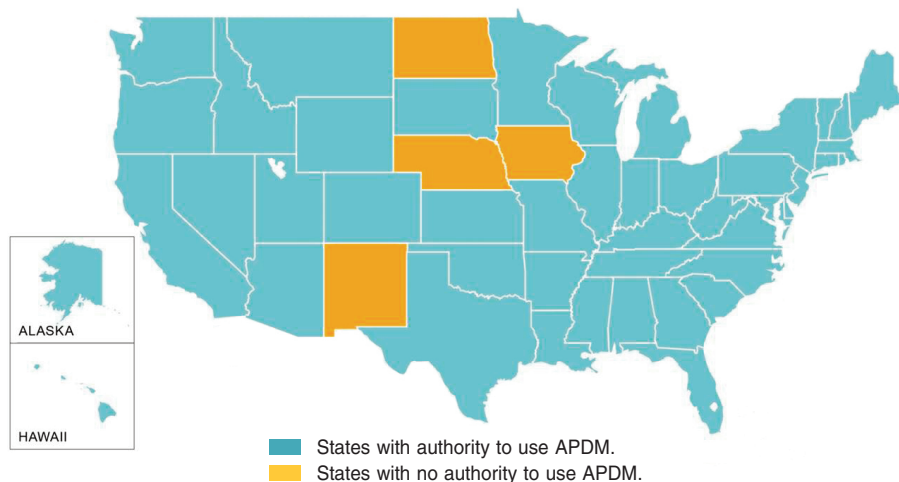 ALASKA
HAWAII
States with authority to use APDM.
States with no authority to use APDM.